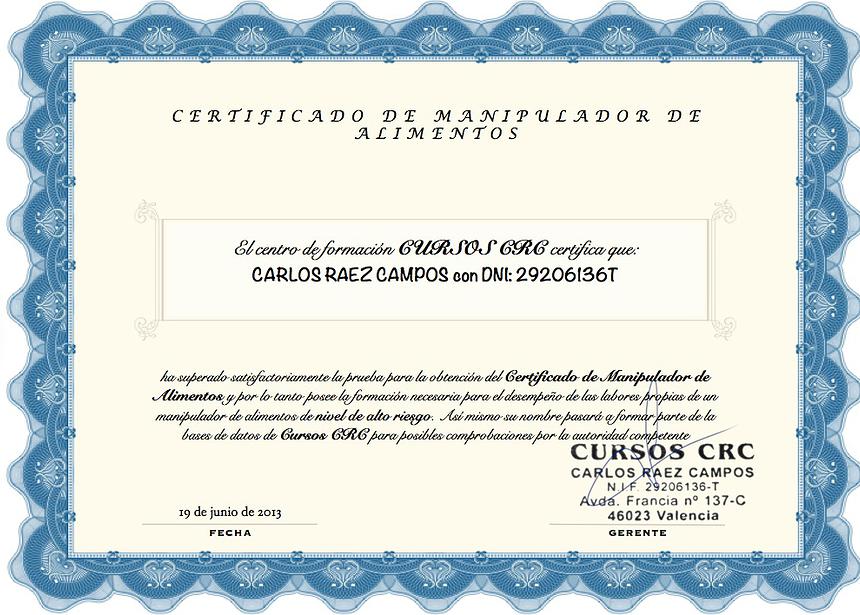 CERTIFICADO DE MANIPULADOR DE
ALIMENTOS
El centro de formación CURSOS CRC certifica que:
CARLOS RAEZ CAMPOS con DNI: 29206136T
ha superado satisfactoriamente la prueba para la obtención del Certificado de Manipulador de
Alimentos y por lo tanto posee la formación necesaria para el desempeño de las labores propias de un
manipulador de alimentos de nivel de alto riesgo. Así mismo su nombre pasará a formar parte de la
bases de datos de Cursos CRC para posibles comprobaciones por la autoridad competente
CURSOS CRC
CARLOS RAEZ CAMPOS
N.I.F. 29206136-T
Avda. Francia nº 137-C
46023 Valencia
19 de junio de 2013
FECHA
GERENTE